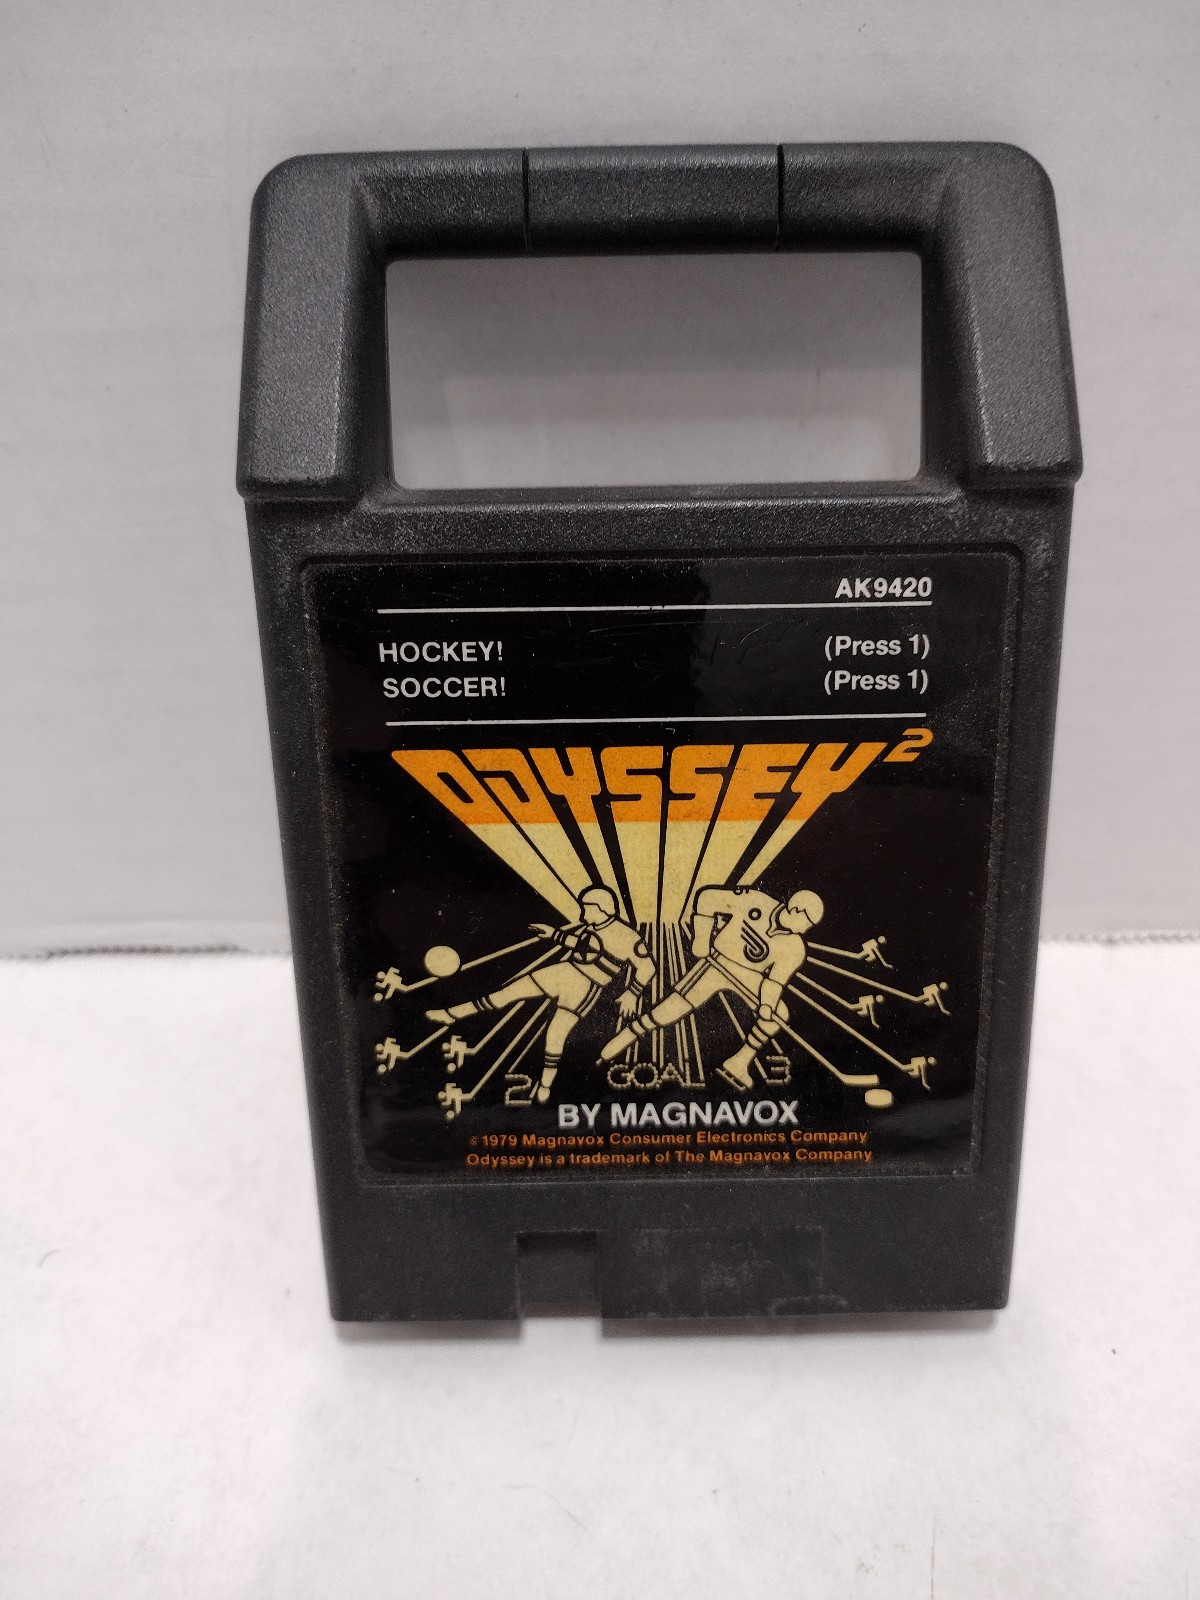 AK9420
HOCKEY! (Press 1)
SOCCER! (Press 1)
ODYSSEY²
2 GOAL 3
BY MAGNAVOX
©1979 Magnavox Consumer Electronics Company
Odyssey is a trademark of The Magnavox Company